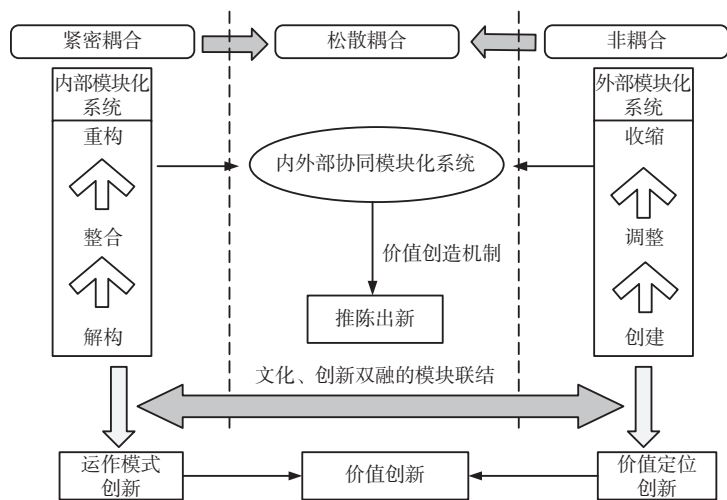 紧密耦合
松散耦合
非耦合
内部模块化
系统
重构
整合
解构
内外部协同模块化系统
价值创造机制
推陈出新
外部模块化
系统
收缩
调整
创建
文化、创新双融的模块联结
运作模式
创新
价值创新
价值定位
创新